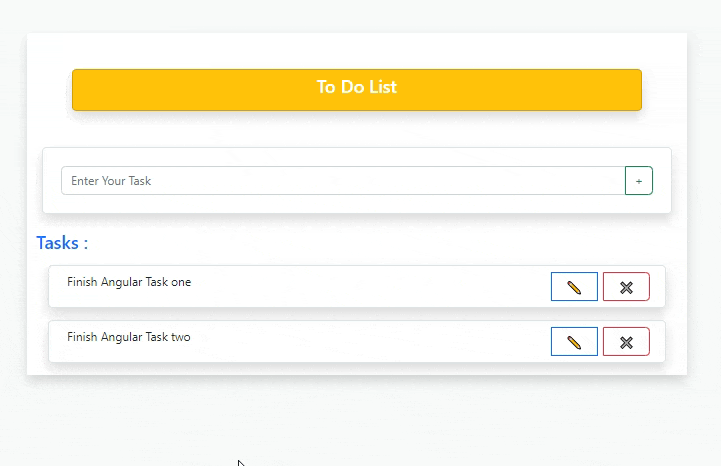 To Do List
Enter Your Task
+
Tasks :
Finish Angular Task one
Finish Angular Task two